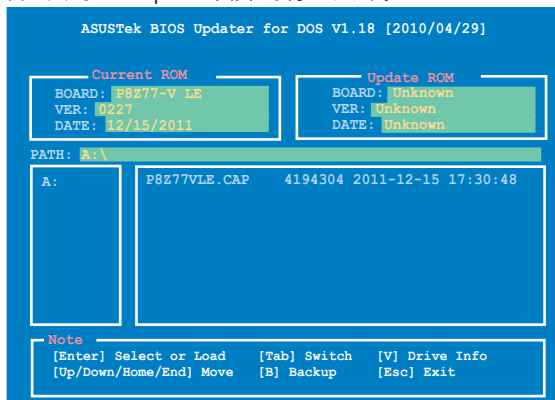 ASUSTek BIOS Updater for DOS V1.18 [2010/04/29]
Current ROM
BOARD: P8Z77-V LE
VER: 0227
DATE: 12/15/2011
Update ROM
BOARD: Unknown
VER: Unknown
DATE: Unknown
PATH: A:\
A:
P8Z77VLE.CAP 4194304 2011-12-15 17:30:48
Note
[Enter] Select or Load [Tab] Switch [V] Drive Info
[Up/Down/Home/End] Move [B] Backup [Esc] Exit